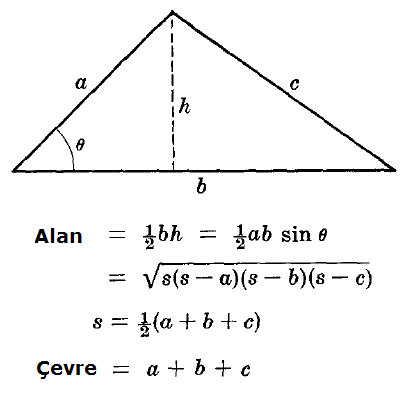 a
c
h
θ
b
Alan = ½bh = ½ab sin θ
= √s(s − a)(s − b)(s − c)
s = ½(a + b + c)
Çevre = a + b + c